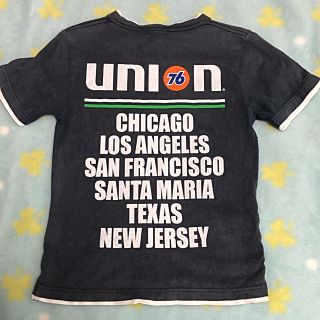 union 76
CHICAGO
LOS ANGELES
SAN FRANCISCO
SANTA MARIA
TEXAS
NEW JERSEY